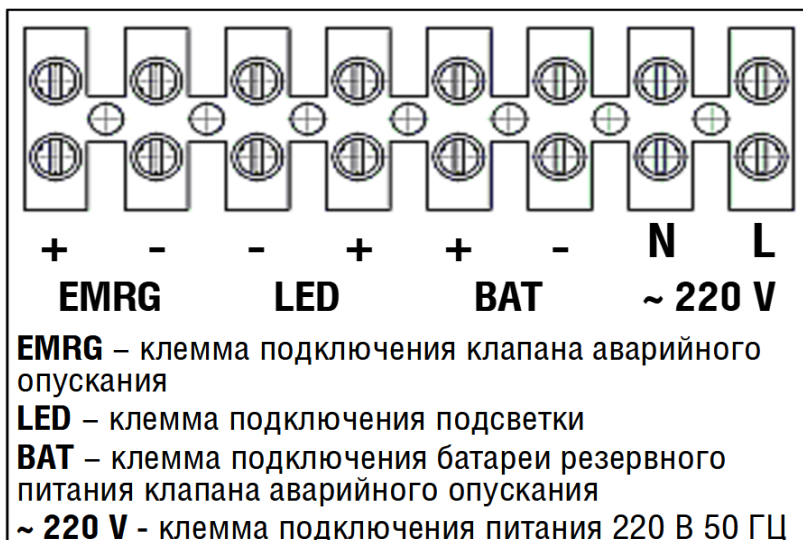 + - - + + - N L
EMRG LED BAT ~ 220 V
EMRG – клемма подключения клапана аварийного
опускания
LED – клемма подключения подсветки
BAT – клемма подключения батареи резервного
питания клапана аварийного опускания
~ 220 V - клемма подключения питания 220 В 50 ГЦ